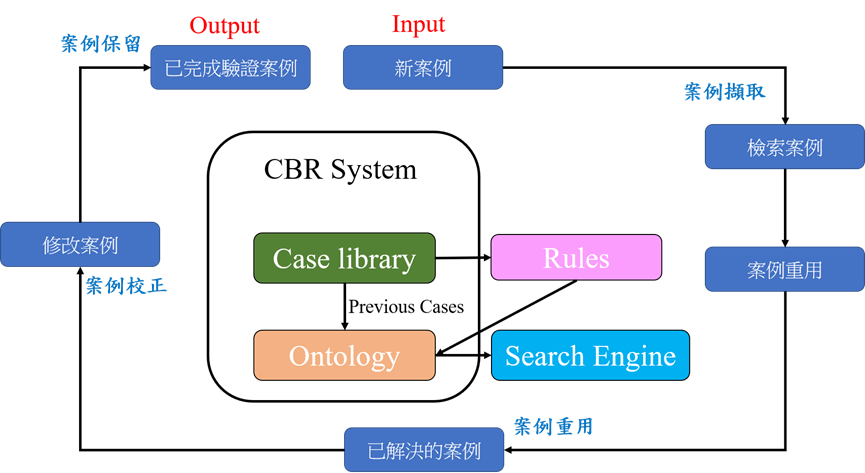 Output
Input
案例保留
已完成驗證案例
新案例
案例擷取
檢索案例
CBR System
修改案例
Case library
Rules
案例重用
案例校正
Previous Cases
Ontology
Search Engine
案例重用
已解決的案例